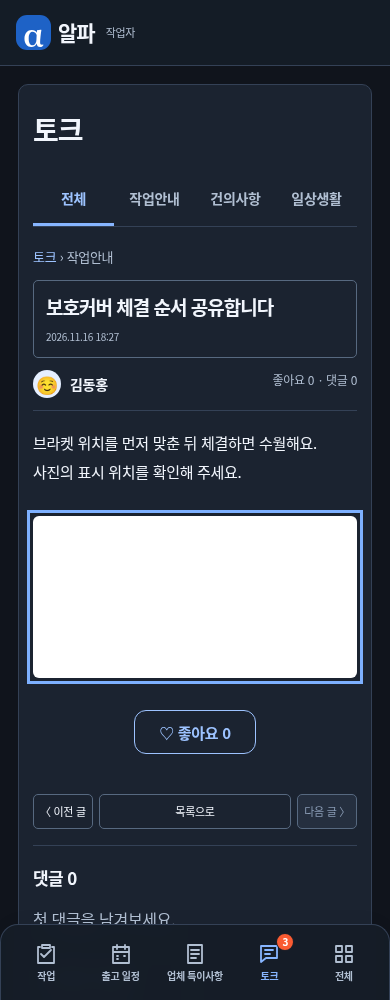 α 알파 작업자
토크
전체 작업안내 건의사항 일상생활
토크 › 작업안내
보호커버 체결 순서 공유합니다
2026.11.16 18:27
김동홍 좋아요 0 · 댓글 0
브라켓 위치를 먼저 맞춘 뒤 체결하면 수월해요.
사진의 표시 위치를 확인해 주세요.
♡ 좋아요 0
〈 이전 글 목록으로 다음 글 〉
댓글 0
첫 댓글을 남겨보세요.
3
작업 출고 일정 업체 특이사항 토크 전체